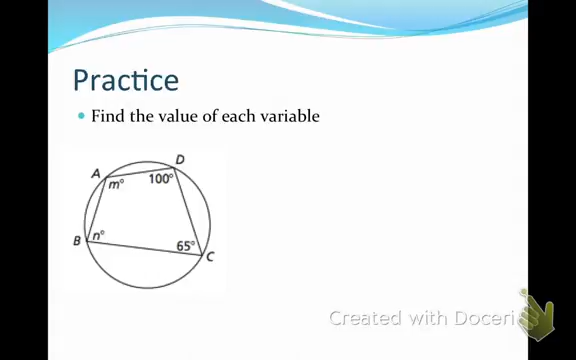 Practice
• Find the value of each variable
D
A
m° 100°
B n°
65° C
Created with Doceri